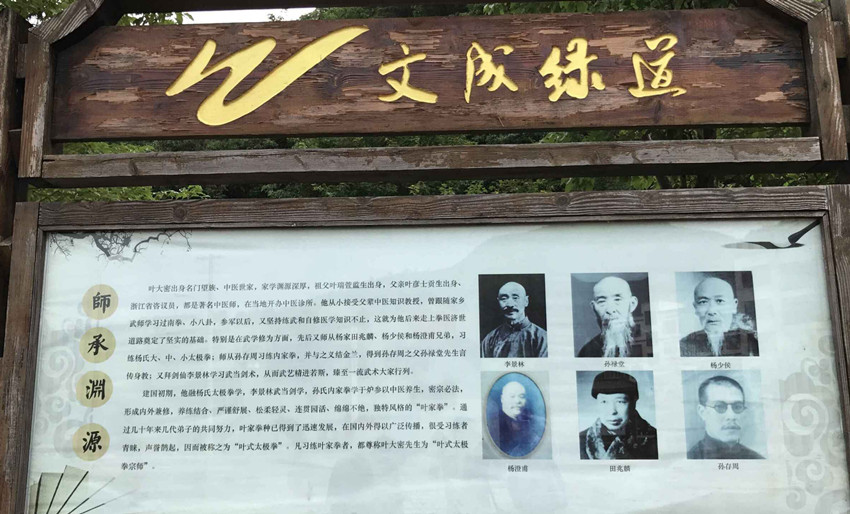 文成绿道
師承淵源
叶大密出身名门望族、中医世家，家学渊源深厚，祖父叶瑞萱蓝生出身，父亲叶彦士贡生出身、
浙江省咨议员，都是著名中医师，在当地开办中医诊所。他从小接受父辈中医知识教授，曾跟随家乡
武师学习过南拳、小八卦，参军以后，又坚持练武和自修医学知识不止，这就为他后来走上拳医济世
道路奠定了坚实的基础。特别是在武学修为方面，先后又师从杨家田兆麟、杨少侯和杨澄甫兄弟，习
练杨氏大、中、小太极拳；师从孙存周习练内家拳，并与之义结金兰，得到孙存周之父孙禄堂先生言
传身教；又拜剑仙李景林学习武当剑术，从而武艺精进若斯，臻至一流武术大家行列。
建国初期，他融杨氏太极拳学，李景林武当剑学，孙氏内家拳学于炉参以中医养生，密宗必法，
形成内外兼修，养练结合、严谨舒展、松柔轻灵、连贯园活、绵绵不绝，独特风格的“叶家拳”。通
过几十年来几代弟子的共同努力，叶家拳种已得到了迅速发展，在国内外得以广泛传播，很受习练者
青睐，声誉鹊起，因而被称之为“叶式太极拳”。凡习练叶家拳者，都尊称叶大密先生为“叶式太极
拳宗师”。
李景林
孙禄堂
杨少侯
杨澄甫
田兆麟
孙存周